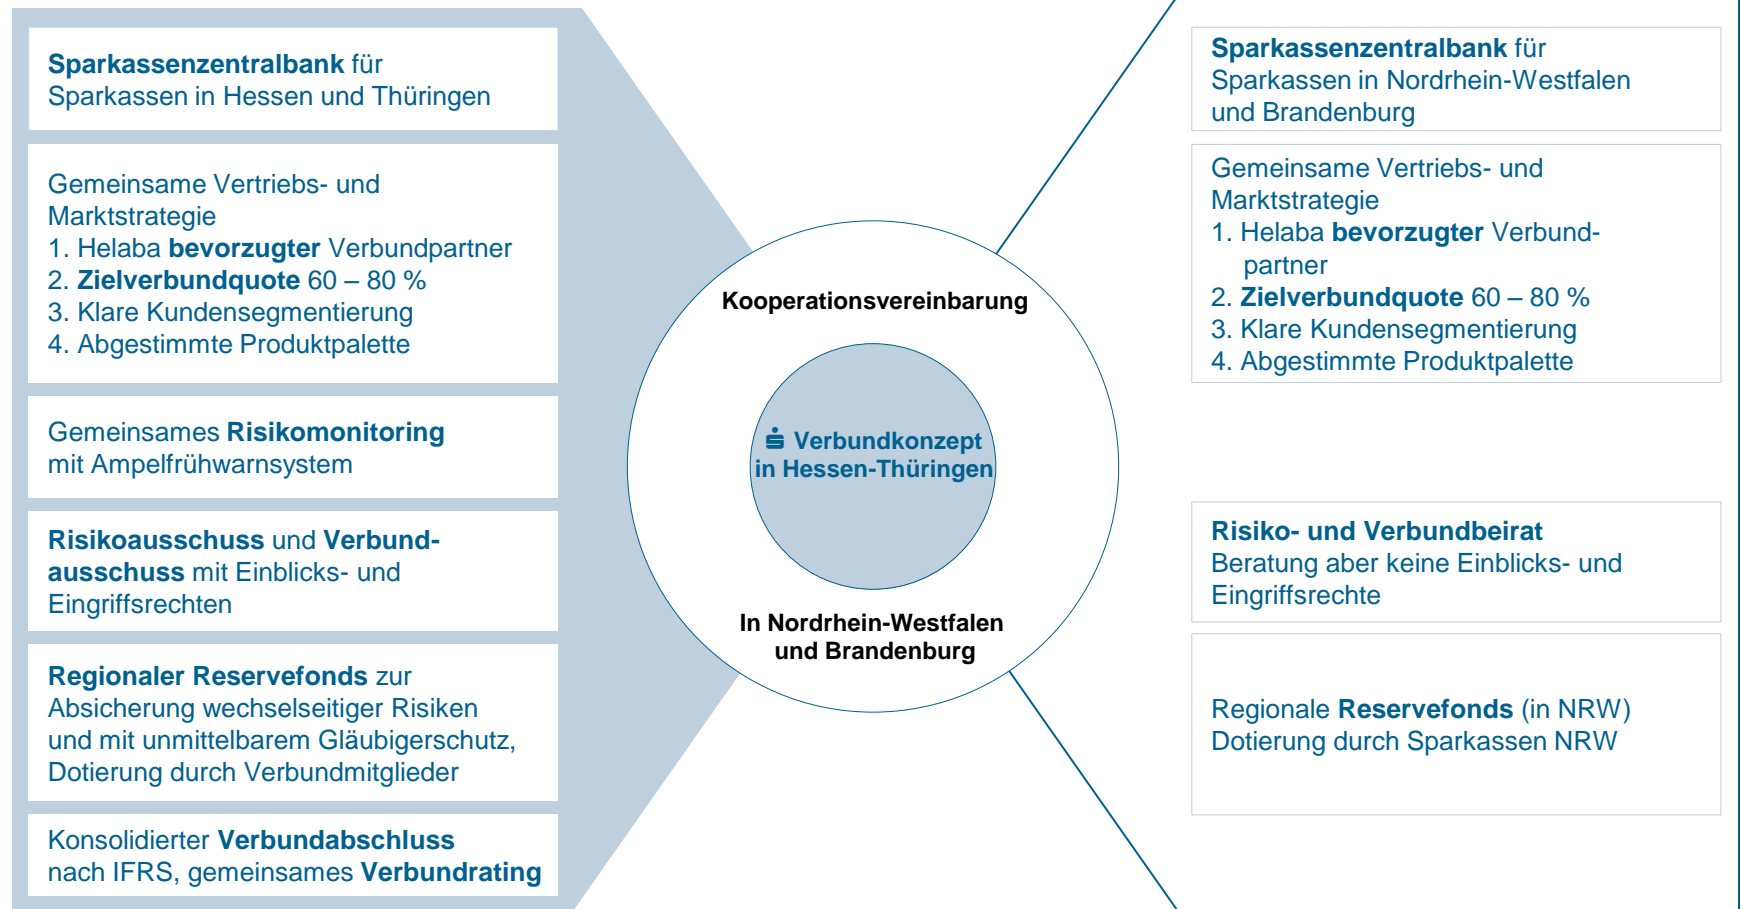 Sparkassenzentralbank für
Sparkassen in Hessen und Thüringen
Gemeinsame Vertriebs- und
Marktstrategie
1. Helaba bevorzugter Verbundpartner
2. Zielverbundquote 60 – 80 %
3. Klare Kundensegmentierung
4. Abgestimmte Produktpalette
Gemeinsames Risikomonitoring
mit Ampelfrühwarnsystem
Risikoausschuss und Verbund-
ausschuss mit Einblicks- und
Eingriffsrechten
Regionaler Reservefonds zur
Absicherung wechselseitiger Risiken
und mit unmittelbarem Gläubigerschutz,
Dotierung durch Verbundmitglieder
Konsolidierter Verbundabschluss
nach IFRS, gemeinsames Verbundrating
Kooperationsvereinbarung
Verbundkonzept
in Hessen-Thüringen
In Nordrhein-Westfalen
und Brandenburg
Sparkassenzentralbank für
Sparkassen in Nordrhein-Westfalen
und Brandenburg
Gemeinsame Vertriebs- und
Marktstrategie
1. Helaba bevorzugter Verbund-
partner
2. Zielverbundquote 60 – 80 %
3. Klare Kundensegmentierung
4. Abgestimmte Produktpalette
Risiko- und Verbundbeirat
Beratung aber keine Einblicks- und
Eingriffsrechte
Regionale Reservefonds (in NRW)
Dotierung durch Sparkassen NRW